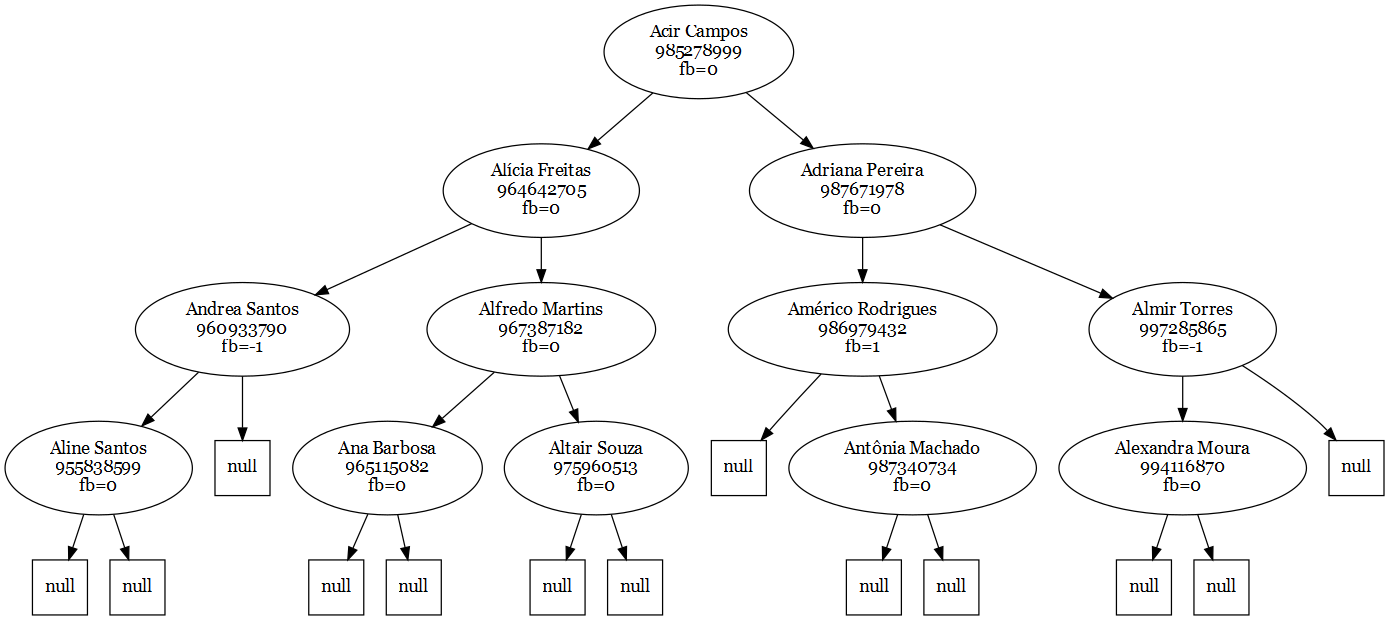 Acir Campos
985278999
fb=0
Alícia Freitas
964642705
fb=0
Adriana Pereira
987671978
fb=0
Andrea Santos
960933790
fb=-1
Alfredo Martins
967387182
fb=0
Américo Rodrigues
986979432
fb=1
Almir Torres
997285865
fb=-1
Aline Santos
955838599
fb=0
null
Ana Barbosa
965115082
fb=0
Altair Souza
975960513
fb=0
null
Antônia Machado
987340734
fb=0
Alexandra Moura
994116870
fb=0
null
null
null
null
null
null
null
null
null
null
null